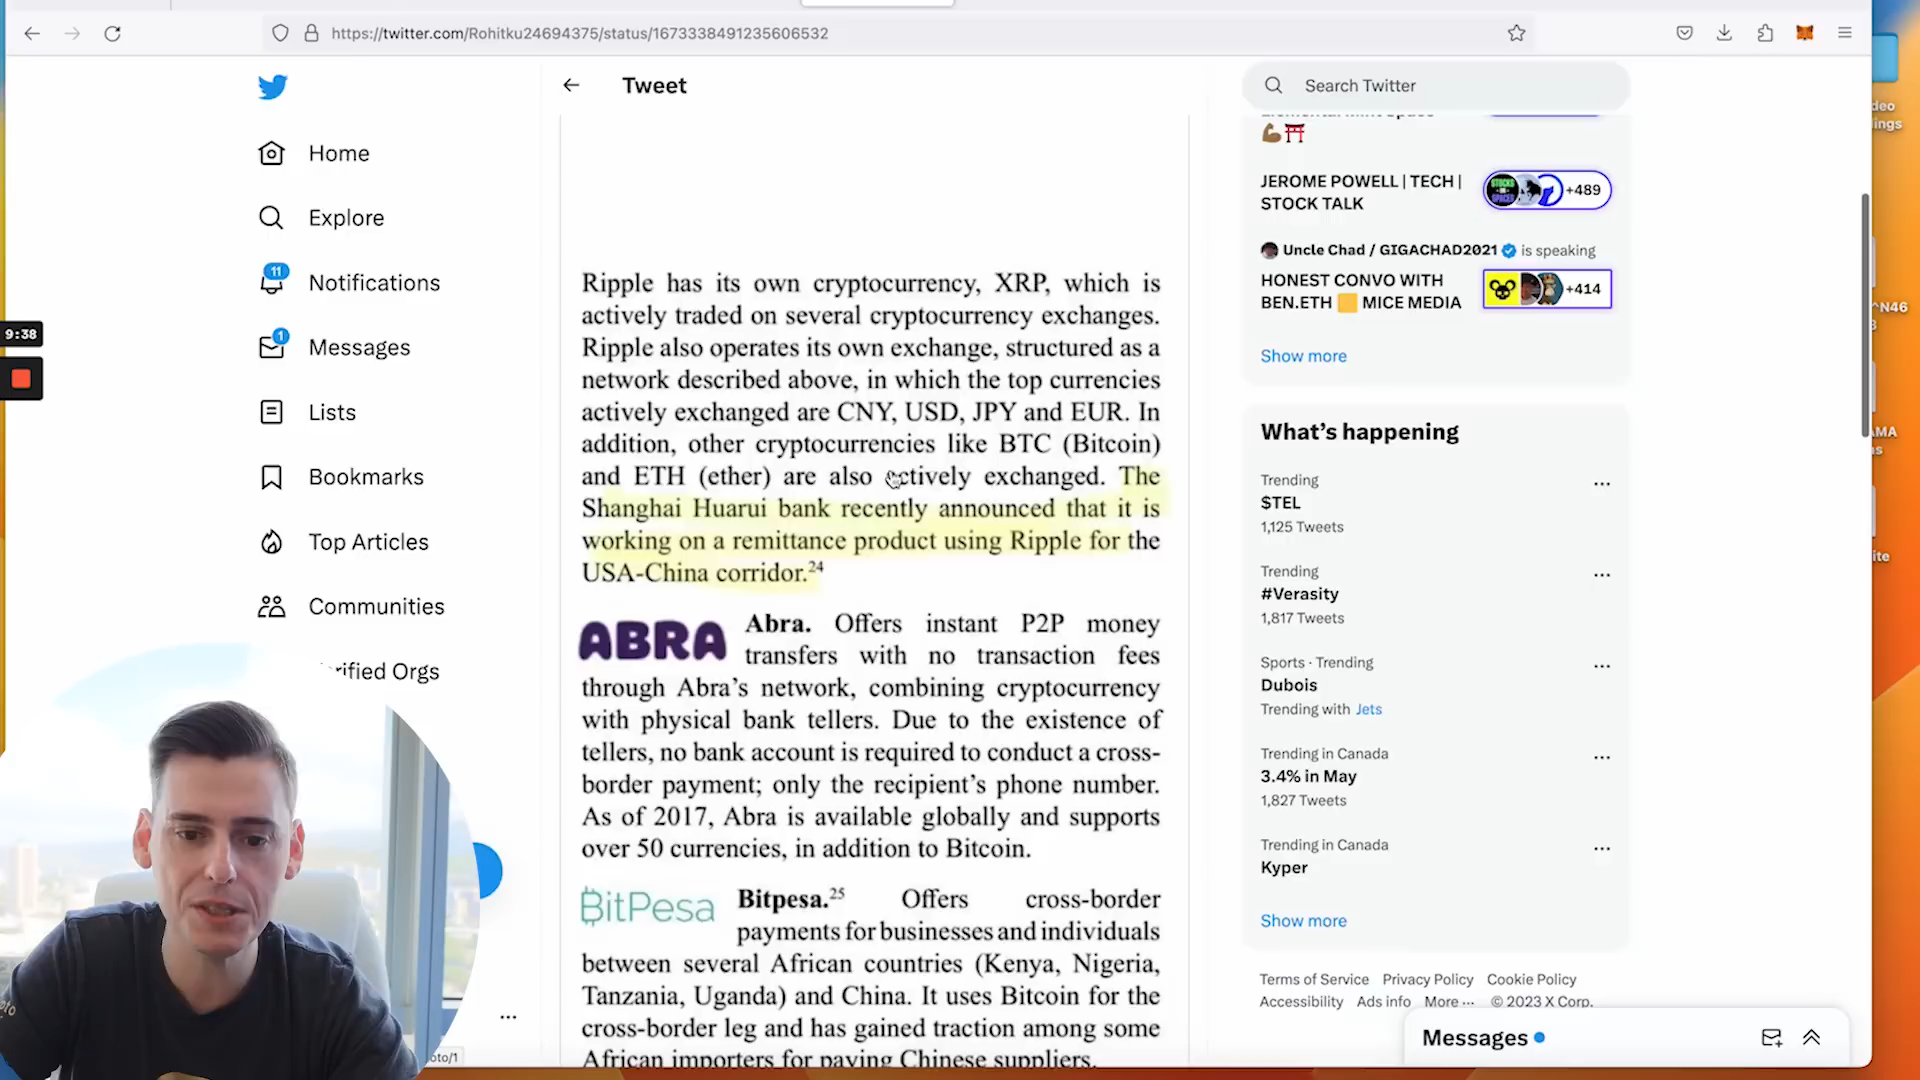 https://twitter.com/Rohitku24694375/status/1673338491235606532
Tweet
Search Twitter
Home
Explore
11
Notifications
1
Messages
Lists
Bookmarks
Top Articles
Communities
rified Orgs
9:38
Ripple has its own cryptocurrency, XRP, which is
actively traded on several cryptocurrency exchanges.
Ripple also operates its own exchange, structured as a
network described above, in which the top currencies
actively exchanged are CNY, USD, JPY and EUR. In
addition, other cryptocurrencies like BTC (Bitcoin)
and ETH (ether) are also actively exchanged. The
Shanghai Huarui bank recently announced that it is
working on a remittance product using Ripple for the
USA-China corridor.24
ABRA
Abra. Offers instant P2P money
transfers with no transaction fees
through Abra's network, combining cryptocurrency
with physical bank tellers. Due to the existence of
tellers, no bank account is required to conduct a cross-
border payment; only the recipient's phone number.
As of 2017, Abra is available globally and supports
over 50 currencies, in addition to Bitcoin.
BitPesa
Bitpesa.25 Offers cross-border
payments for businesses and individuals
between several African countries (Kenya, Nigeria,
Tanzania, Uganda) and China. It uses Bitcoin for the
cross-border leg and has gained traction among some
African importers for paying Chinese suppliers.
oto/1
JEROME POWELL | TECH |
STOCK TALK
+489
Uncle Chad / GIGACHAD2021 is speaking
HONEST CONVO WITH
BEN.ETH 🟨 MICE MEDIA
+414
Show more
What's happening
Trending
$TEL
1,125 Tweets
Trending
#Verasity
1,817 Tweets
Sports · Trending
Dubois
Trending with Jets
Trending in Canada
3.4% in May
1,827 Tweets
Trending in Canada
Kyper
Show more
Terms of Service Privacy Policy Cookie Policy
Accessibility Ads info More ··· © 2023 X Corp.
Messages